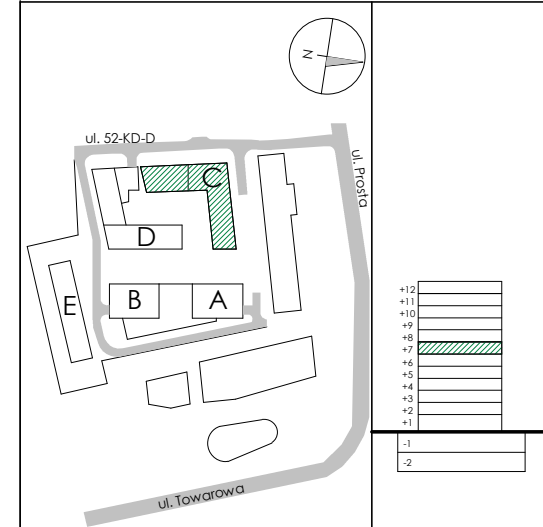 N
ul. 52-KD-D
C
ul. Prosta
D
E
B
A
ul. Towarowa
+12
+11
+10
+9
+8
+7
+6
+5
+4
+3
+2
+1
-1
-2